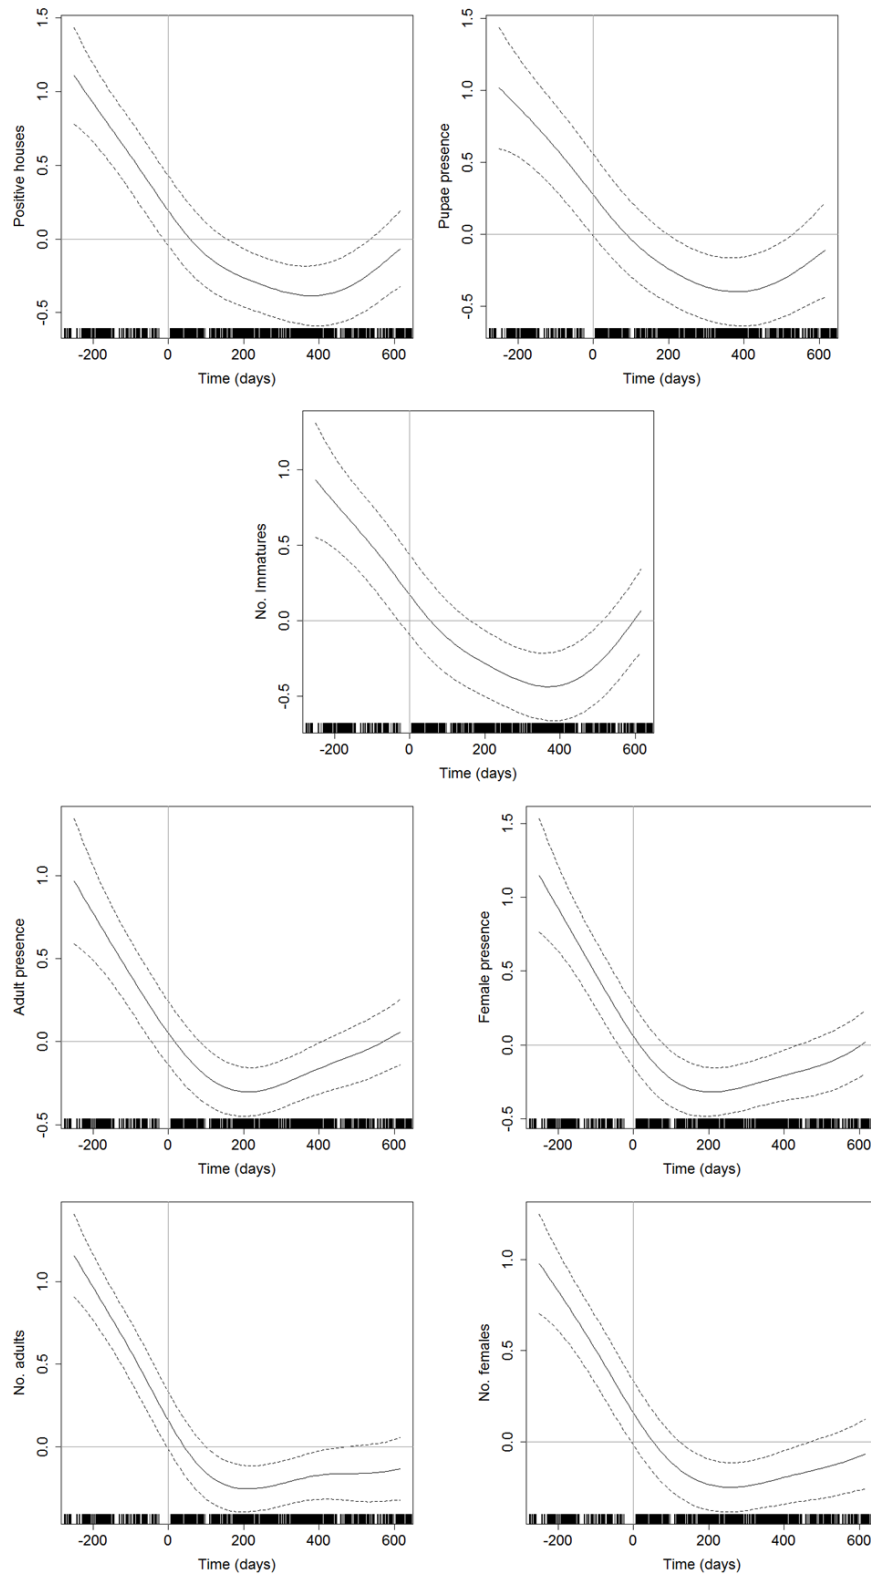 Positive houses
-0.5 0.0 0.5 1.0 1.5
-200 0 200 400 600
Time (days)
Pupae presence
-0.5 0.0 0.5 1.0 1.5
-200 0 200 400 600
Time (days)
No. Immatures
-0.5 0.0 0.5 1.0
-200 0 200 400 600
Time (days)
Adult presence
-0.5 0.0 0.5 1.0
-200 0 200 400 600
Time (days)
Female presence
-0.5 0.0 0.5 1.0 1.5
-200 0 200 400 600
Time (days)
No. adults
0.0 0.5 1.0
-200 0 200 400 600
Time (days)
No. females
0.0 0.5 1.0
-200 0 200 400 600
Time (days)